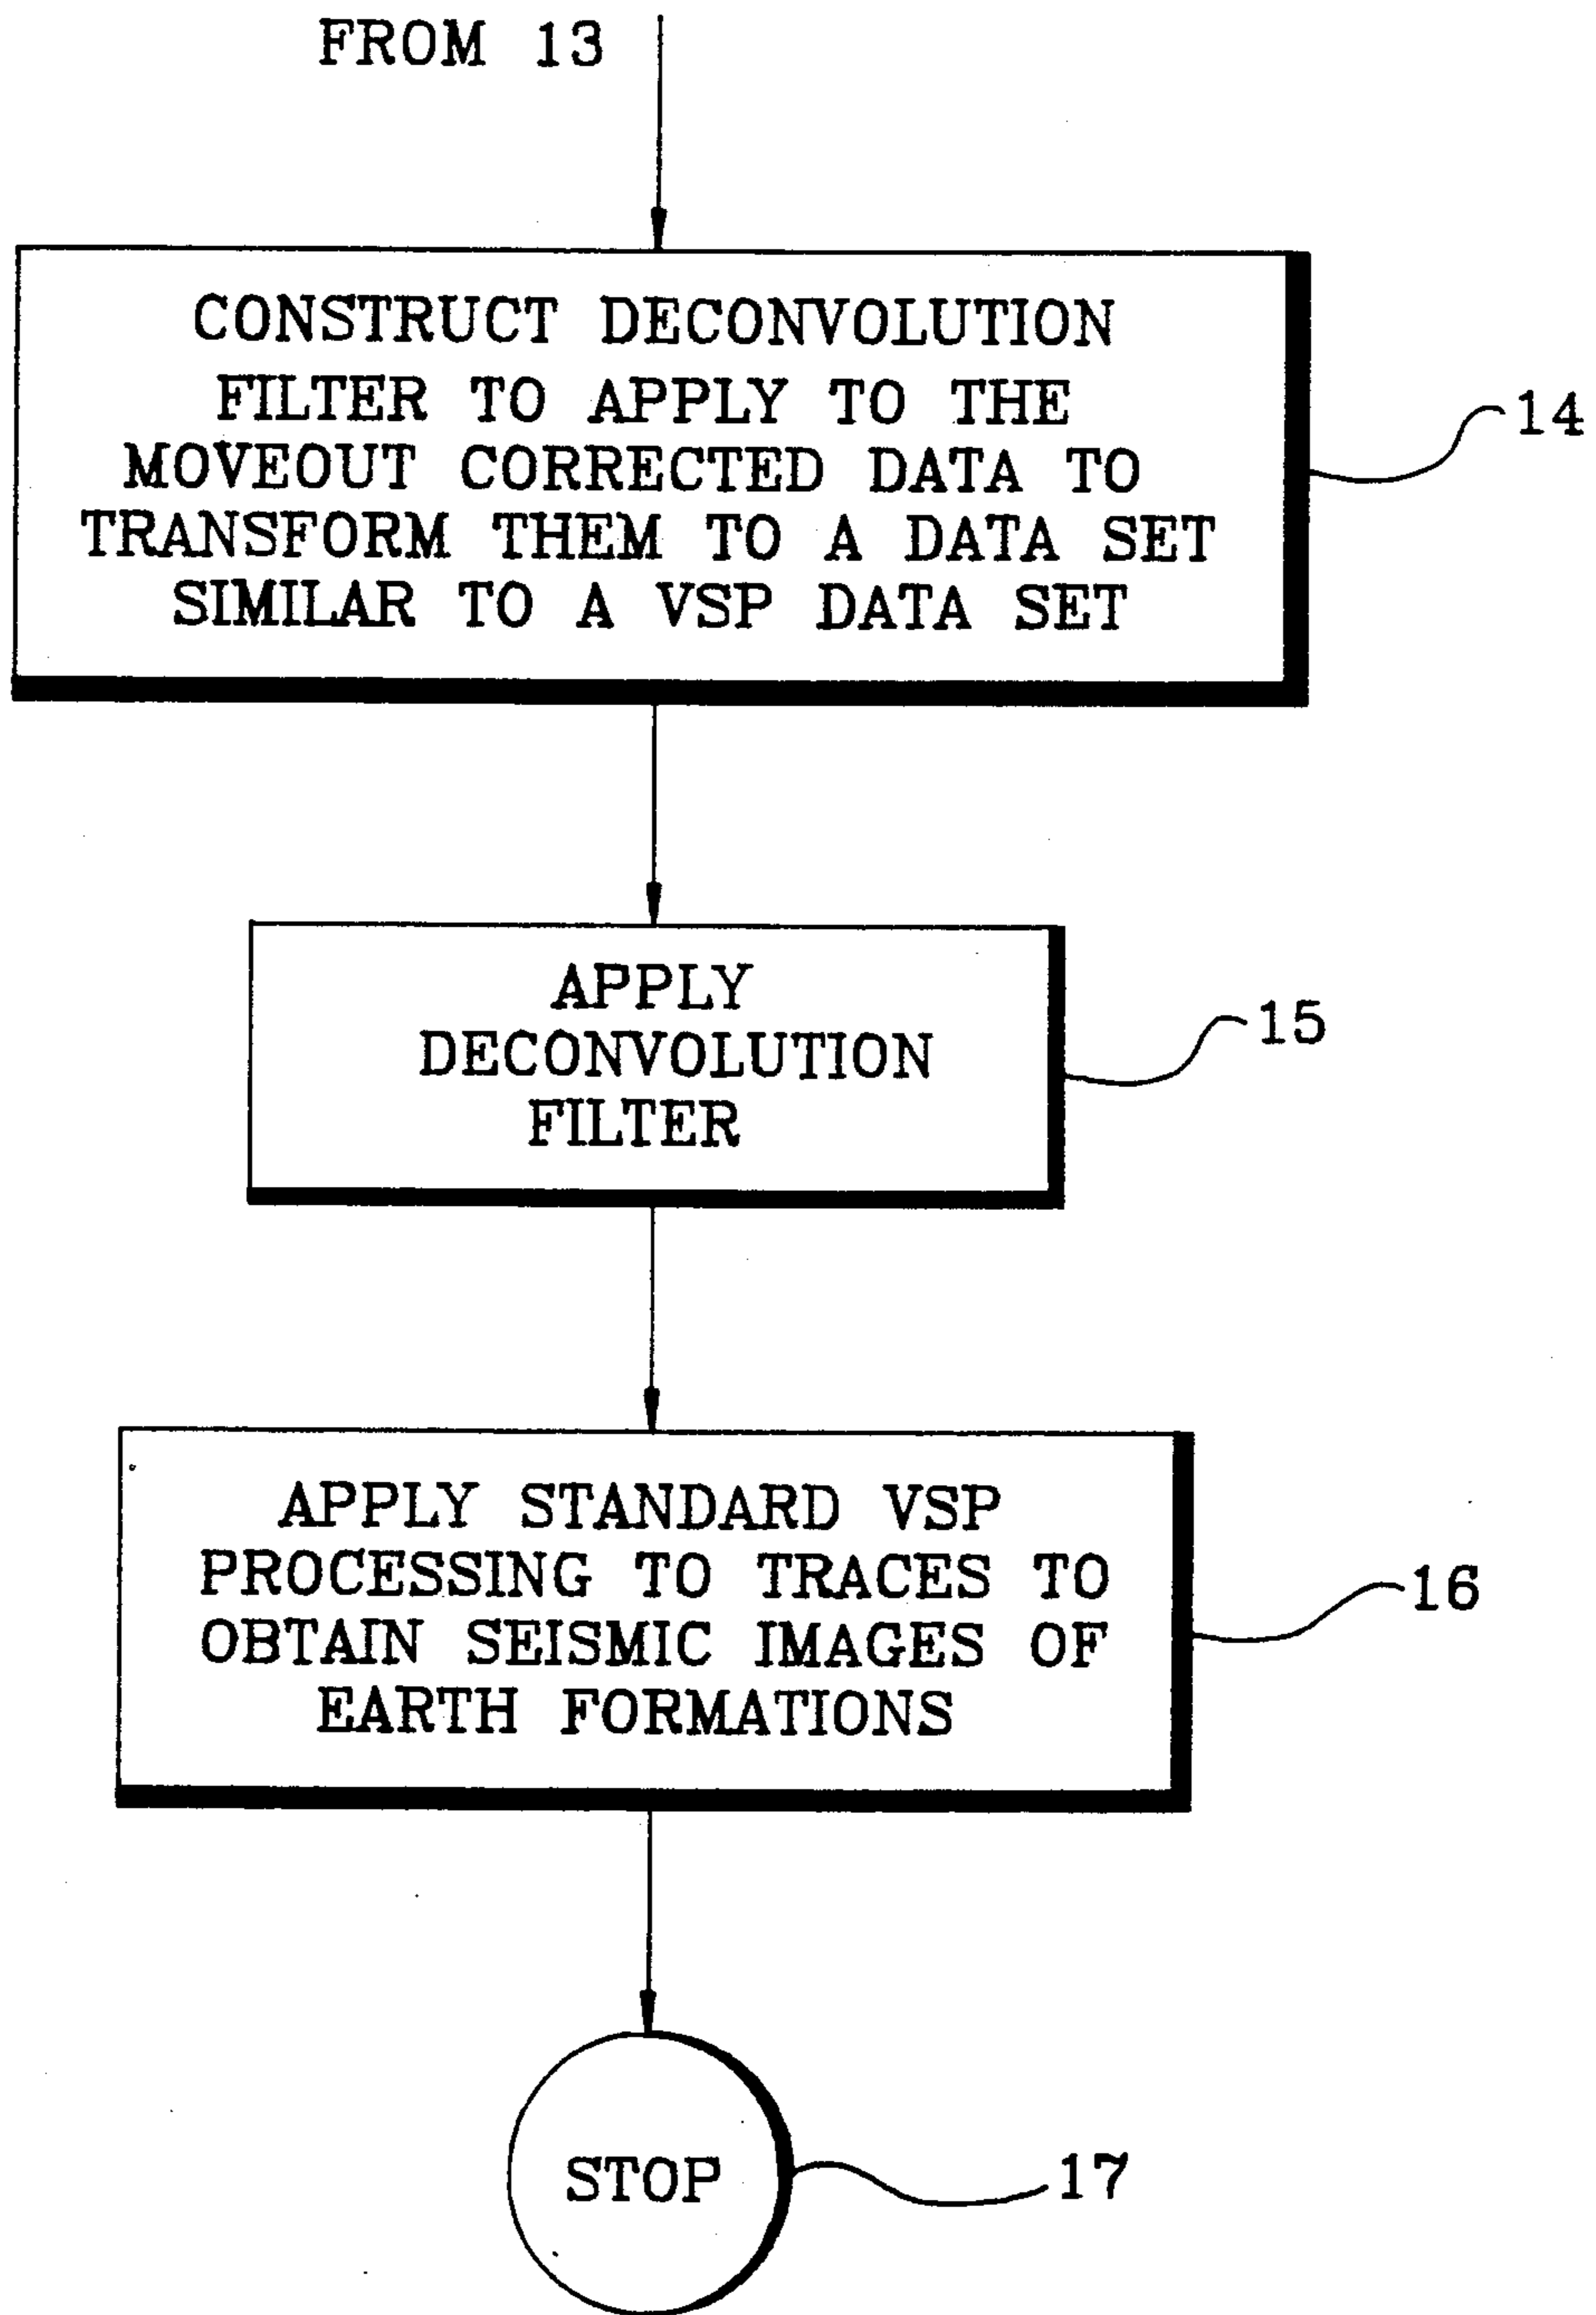 FROM 13
CONSTRUCT DECONVOLUTION
FILTER TO APPLY TO THE
MOVEOUT CORRECTED DATA TO
TRANSFORM THEM TO A DATA SET
SIMILAR TO A VSP DATA SET
14
APPLY
DECONVOLUTION
FILTER
15
APPLY STANDARD VSP
PROCESSING TO TRACES TO
OBTAIN SEISMIC IMAGES OF
EARTH FORMATIONS
16
STOP
17